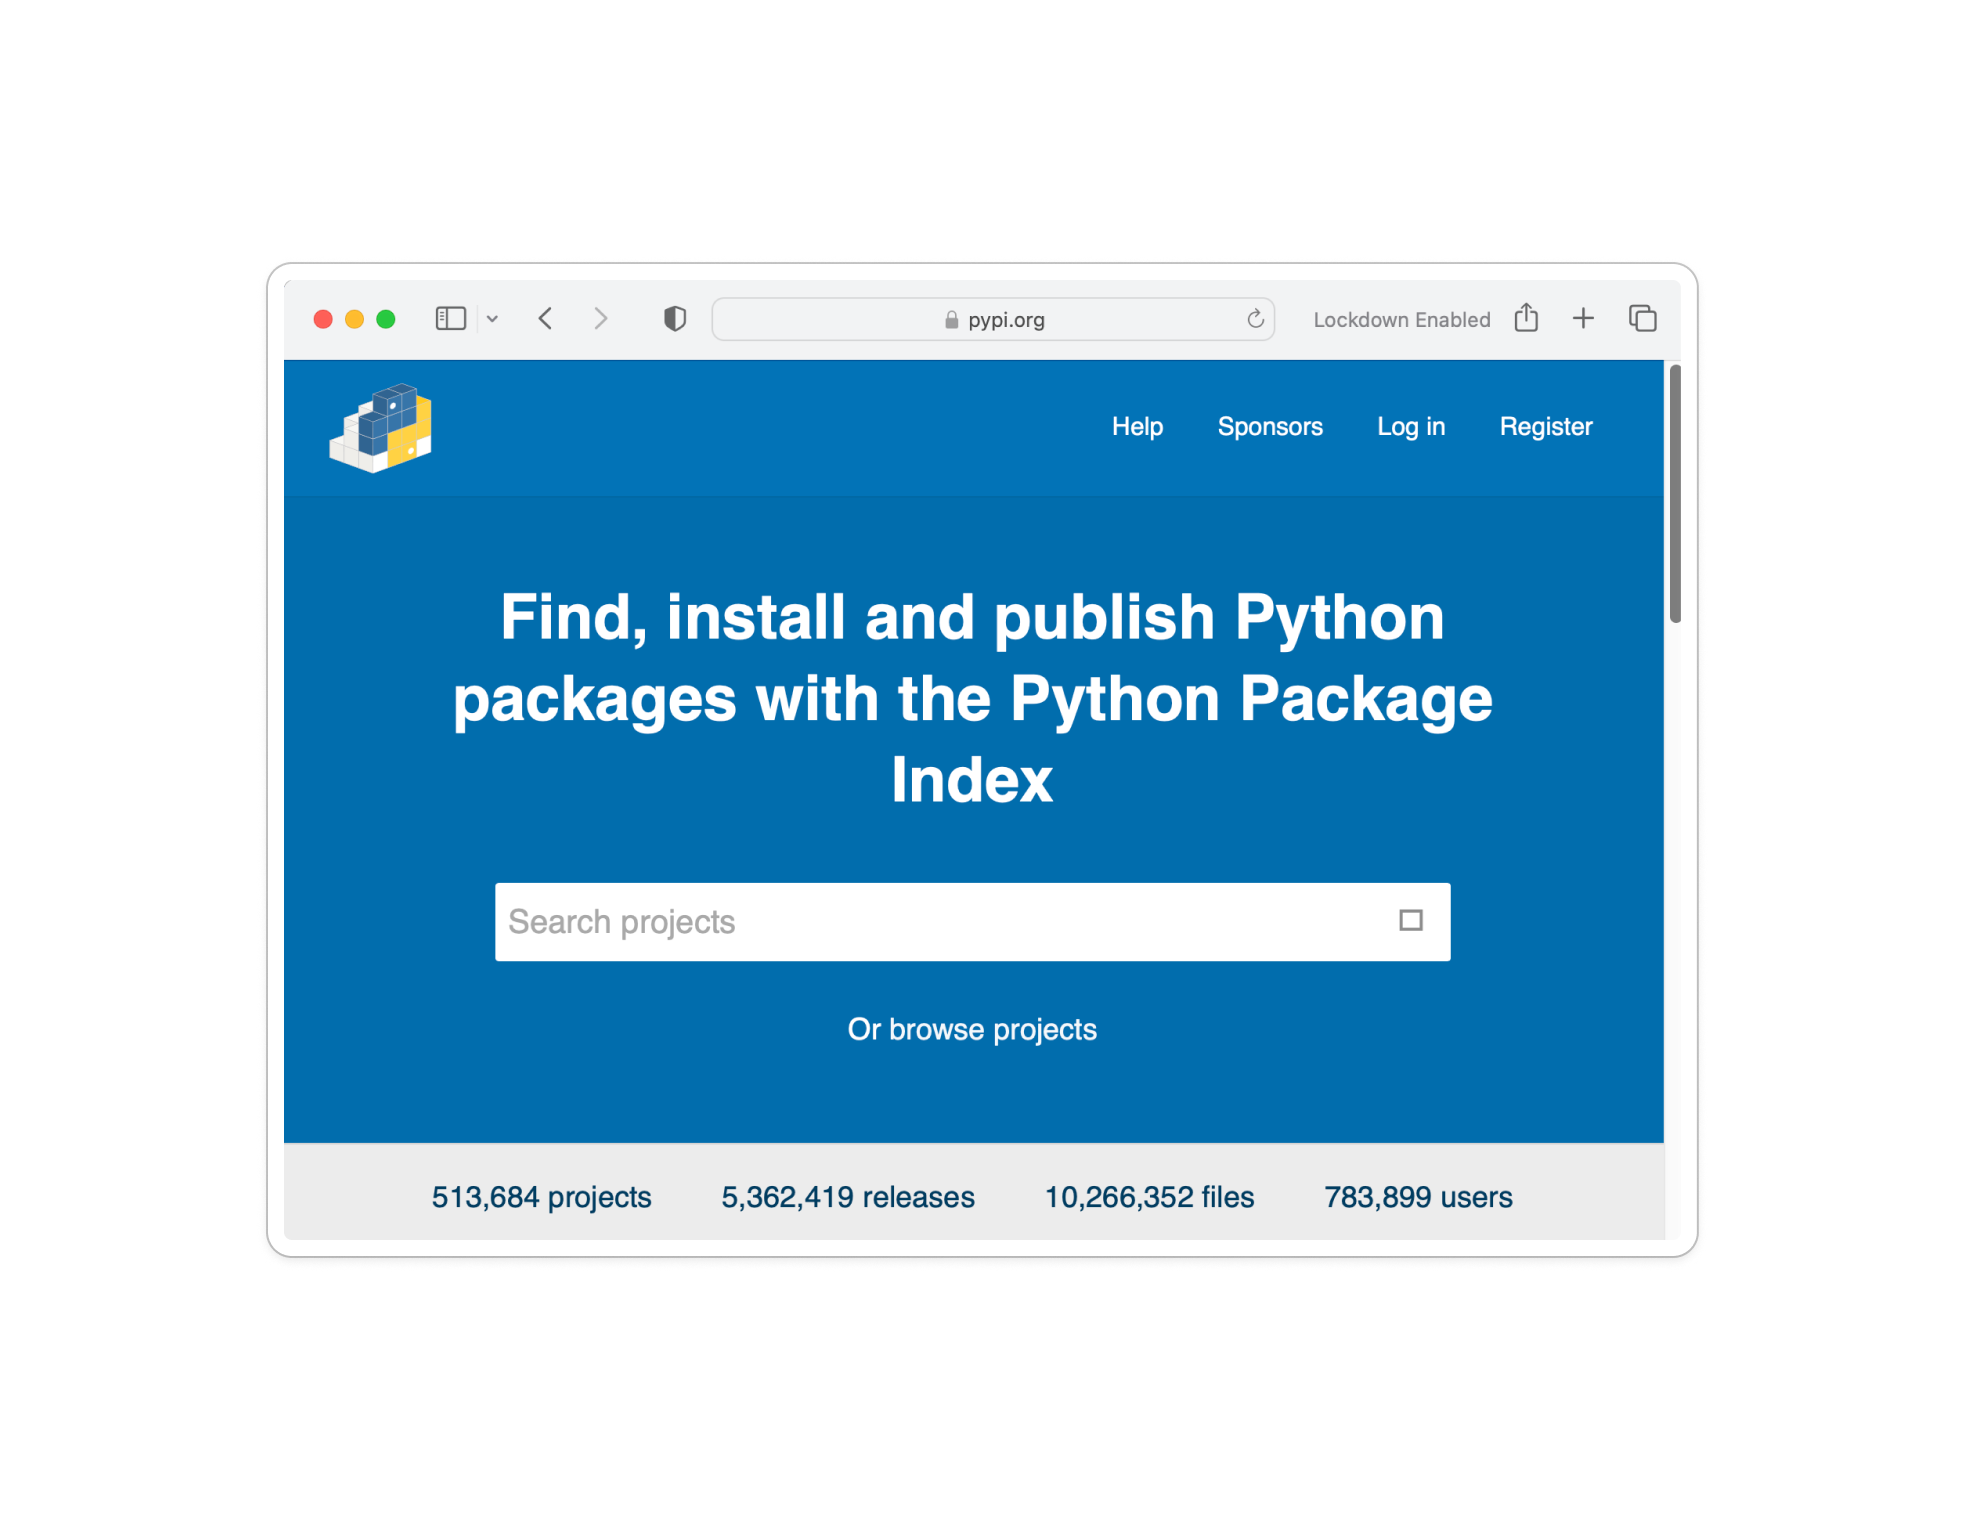 pypi.org
Lockdown Enabled
Help
Sponsors
Log in
Register
Find, install and publish Python
packages with the Python Package
Index
Search projects
Or browse projects
513,684 projects
5,362,419 releases
10,266,352 files
783,899 users